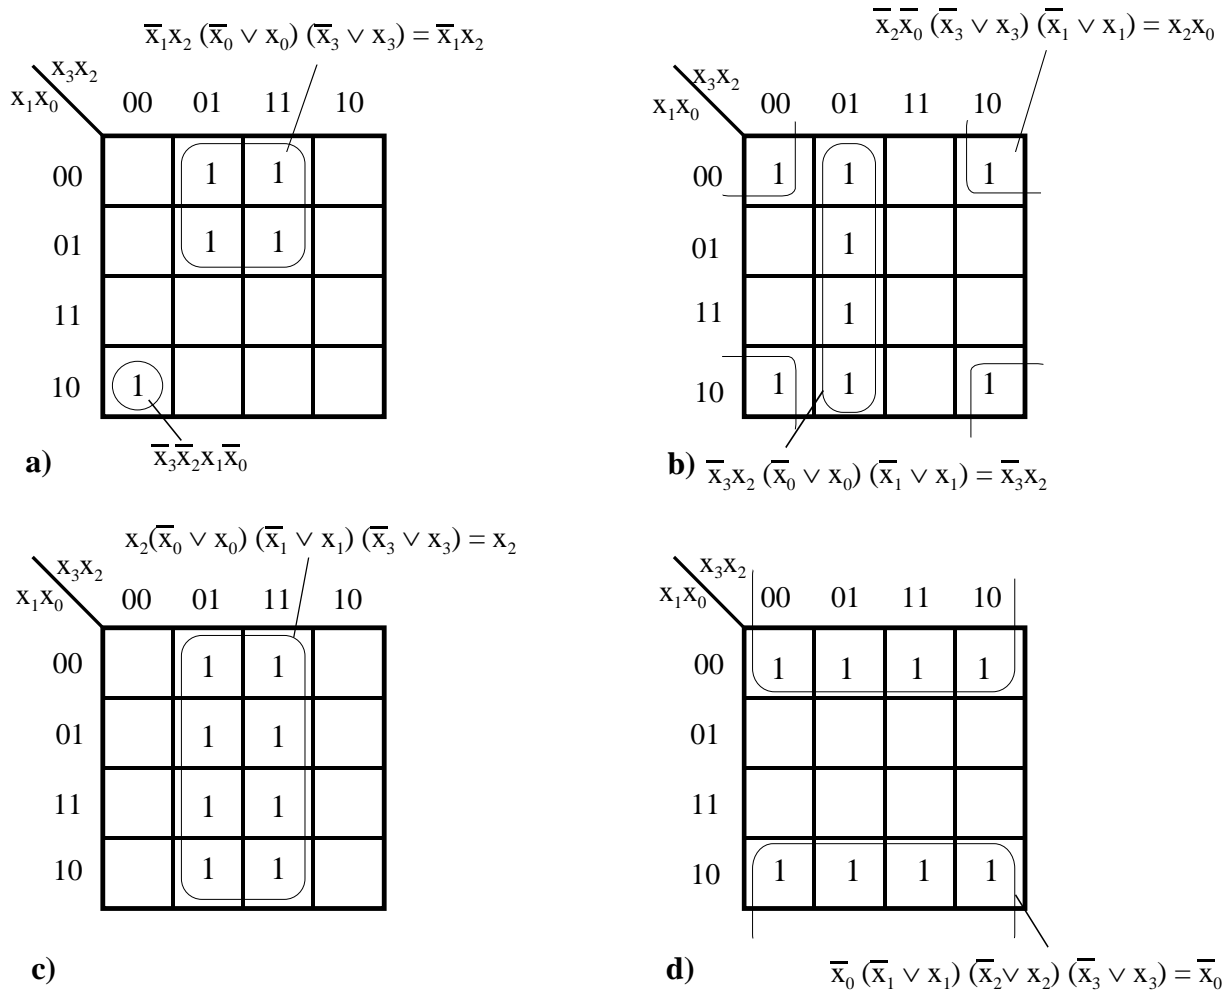 x̅₁x₂ (x̅₀ ∨ x₀) (x̅₃ ∨ x₃) = x̅₁x₂
x₃x₂
x₁x₀ 00 01 11 10
00 1 1
01 1 1
11
10 1
x̅₃x̅₂x₁x̅₀
a)
x̅₂x̅₀ (x̅₃ ∨ x₃) (x̅₁ ∨ x₁) = x₂x₀
x₃x₂
x₁x₀ 00 01 11 10
00 1 1 1
01 1
11 1
10 1 1 1
b) x̅₃x₂ (x̅₀ ∨ x₀) (x̅₁ ∨ x₁) = x̅₃x₂
x₂(x̅₀ ∨ x₀) (x̅₁ ∨ x₁) (x̅₃ ∨ x₃) = x₂
x₃x₂
x₁x₀ 00 01 11 10
00 1 1
01 1 1
11 1 1
10 1 1
c)
x₃x₂
x₁x₀ 00 01 11 10
00 1 1 1 1
01
11
10 1 1 1 1
d)
x̅₀ (x̅₁ ∨ x₁) (x̅₂∨ x₂) (x̅₃ ∨ x₃) = x̅₀